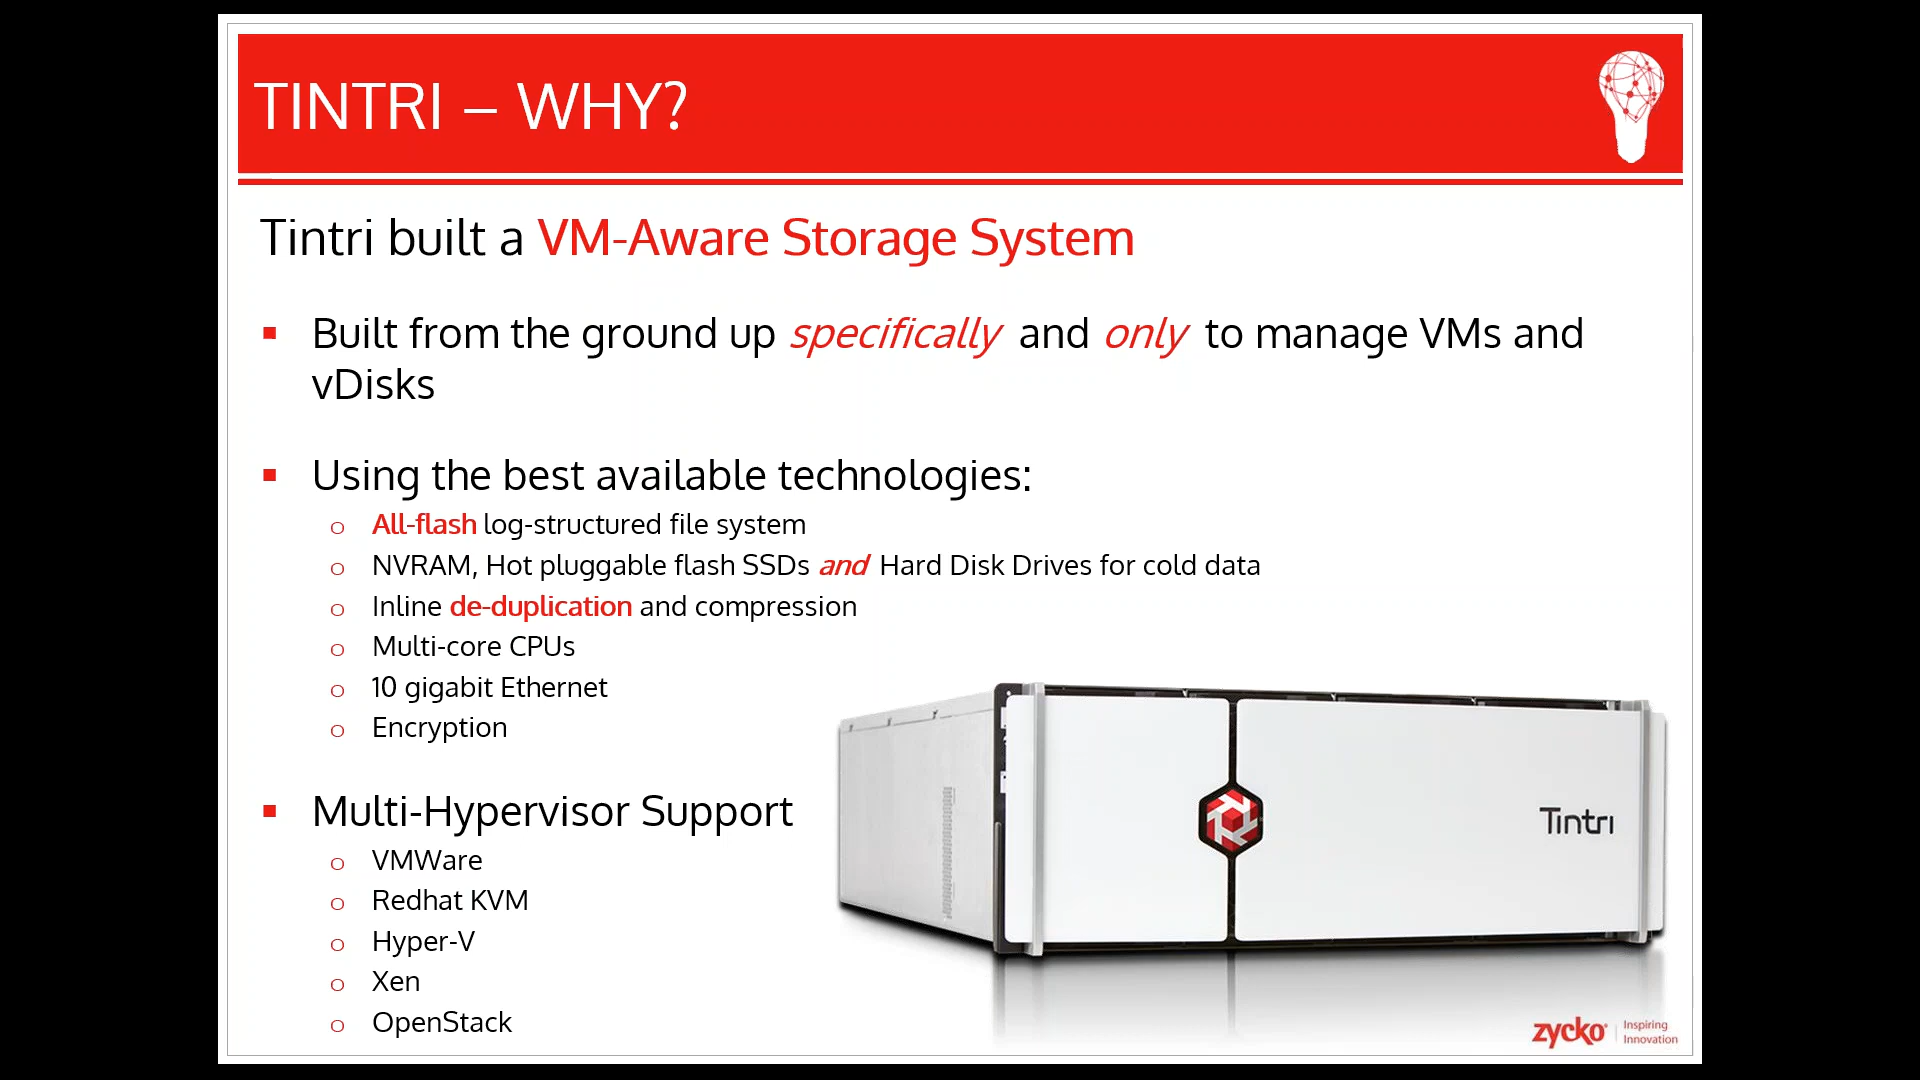 TINTRI – WHY?
Tintri built a VM-Aware Storage System
▪ Built from the ground up specifically and only to manage VMs and
vDisks
▪ Using the best available technologies:
o All-flash log-structured file system
o NVRAM, Hot pluggable flash SSDs and Hard Disk Drives for cold data
o Inline de-duplication and compression
o Multi-core CPUs
o 10 gigabit Ethernet
o Encryption
▪ Multi-Hypervisor Support
o VMWare
o Redhat KVM
o Hyper-V
o Xen
o OpenStack
Tintri
zycko
Inspiring
Innovation